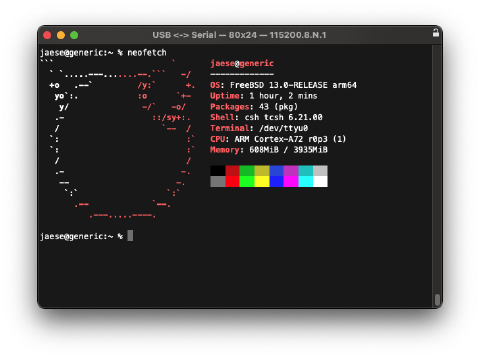 USB <-> Serial — 80x24 — 115200.8.N.1
jaese@generic:~ % neofetch
jaese@generic
-------------
OS: FreeBSD 13.0-RELEASE arm64
Uptime: 1 hour, 2 mins
Packages: 43 (pkg)
Shell: csh tcsh 6.21.00
Terminal: /dev/ttyu0
CPU: ARM Cortex-A72 r0p3 (1)
Memory: 608MiB / 3935MiB
jaese@generic:~ %